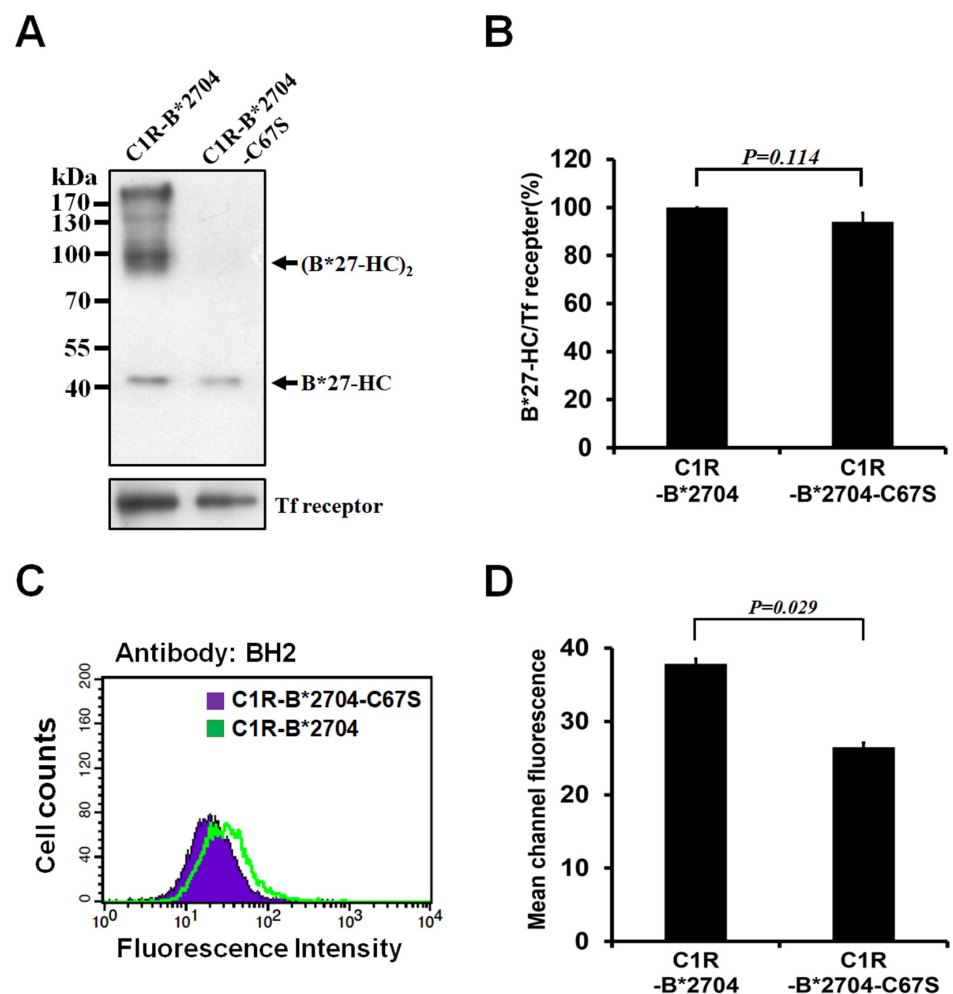 A
C1R-B*2704
C1R-B*2704
-C67S
kDa
170
130
100
70
55
40
(B*27-HC)2
B*27-HC
Tf receptor
B
B*27-HC/Tf recepter(%)
120
100
80
60
40
20
0
P=0.114
C1R
-B*2704
C1R
-B*2704-C67S
C
Antibody: BH2
Cell counts
200
160
120
80
40
0
C1R-B*2704-C67S
C1R-B*2704
10^0 10^1 10^2 10^3 10^4
Fluorescence Intensity
D
Mean channel fluorescence
40
30
20
10
0
P=0.029
C1R
-B*2704
C1R
-B*2704-C67S